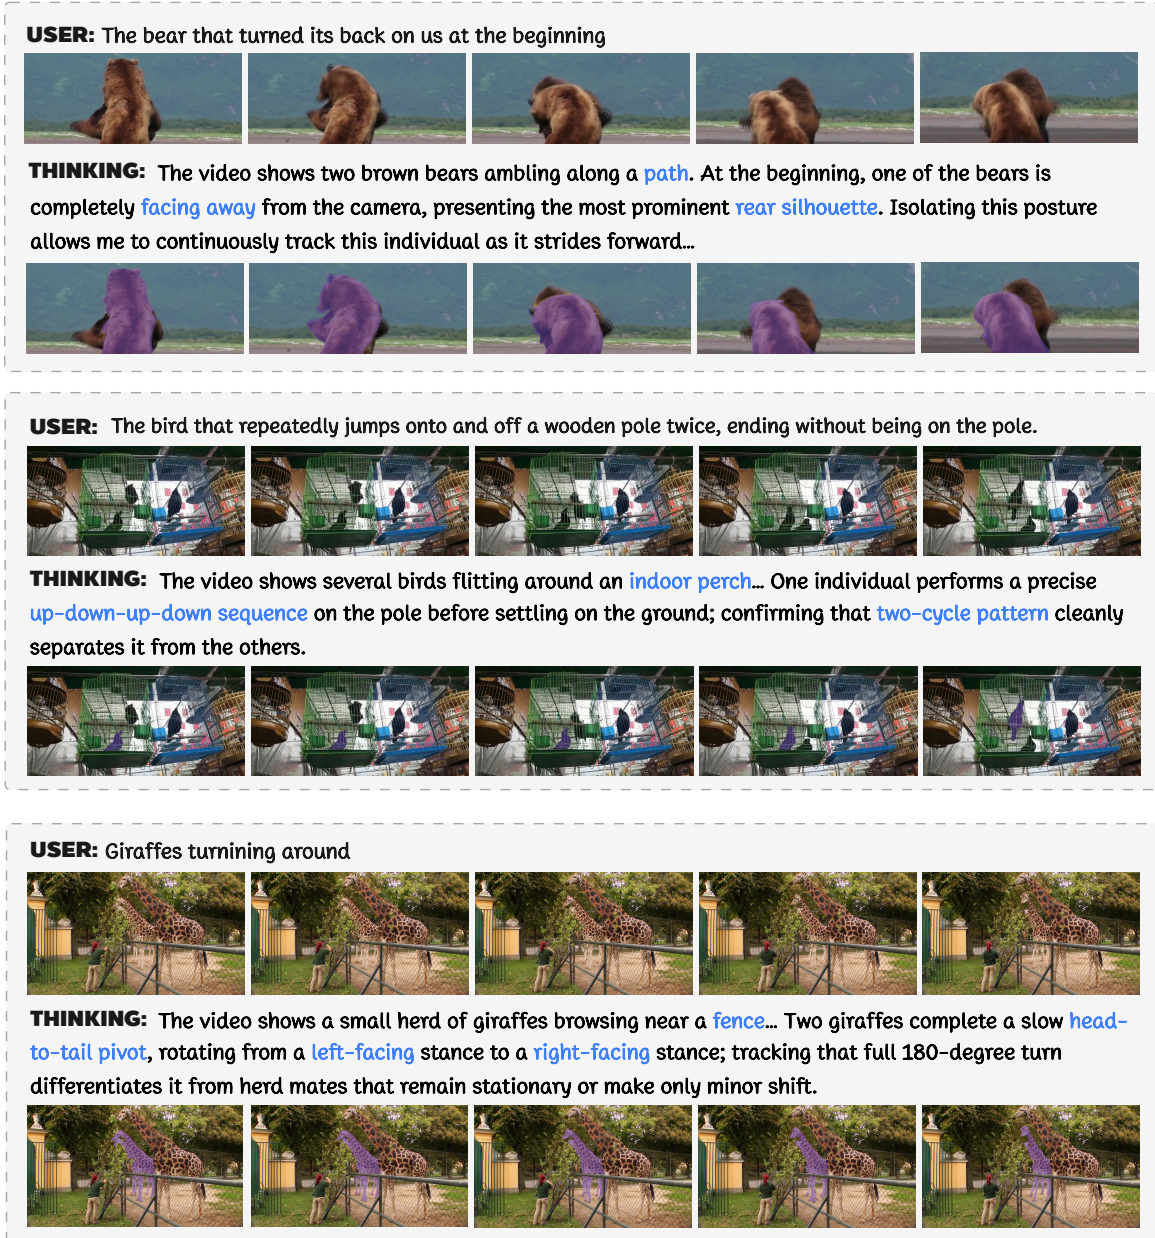 USER: The bear that turned its back on us at the beginning
THINKING: The video shows two brown bears ambling along a path. At the beginning, one of the bears is
completely facing away from the camera, presenting the most prominent rear silhouette. Isolating this posture
allows me to continuously track this individual as it strides forward...
USER: The bird that repeatedly jumps onto and off a wooden pole twice, ending without being on the pole.
THINKING: The video shows several birds flitting around an indoor perch... One individual performs a precise
up-down-up-down sequence on the pole before settling on the ground; confirming that two-cycle pattern cleanly
separates it from the others.
USER: Giraffes turnining around
THINKING: The video shows a small herd of giraffes browsing near a fence... Two giraffes complete a slow head-
to-tail pivot, rotating from a left-facing stance to a right-facing stance; tracking that full 180-degree turn
differentiates it from herd mates that remain stationary or make only minor shift.